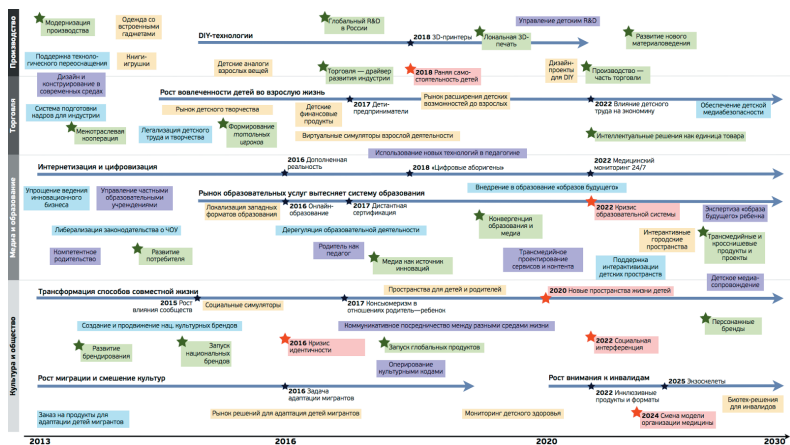 Производство
Модернизация
производства
Одежда со
встроенными
гаджетами
DIY-технологии
Глобальный R&D
в России
2018 3D-принтеры
Локальная 3D-
печать
Управление детским R&D
Развитие нового
материаловедения
Поддержка техноло-
гического переоснащения
Книги-
игрушки
Детские аналоги
взрослых вещей
Торговля — драйвер
развития индустрии
2018 Раняя само-
стоятельность детей
Дизайн-
проекты
для DIY
Производство —
часть торговли
Дизайн и
конструирование в
современных средах
Торговля
Рост вовлеченности детей во взрослую жизнь
Система подготовки
кадров для индустрии
Рынок детского творчества
Детские
финансовые
продукты
2017 Дети-
предприниматели
Рынок расширения детских
возможностей до взрослых
2022 Влияние детского
труда на экономику
Обеспечение детской
медиабезопасности
Межотраслевая
кооперация
Легализация детского
труда и творчества
Формирование
тотальных
игроков
Виртуальные симуляторы взрослой деятельности
Интеллектуальные решения как единица товара
Медиа и образование
Использование новых технологий в педагогике
Интернетизация и цифровизация
2016 Дополненная
реальность
2018 «Цифровые аборигены»
2022 Медицинский
мониторинг 24/7
Упрощение ведения
инновационного
бизнеса
Управление частными
образовательными
учреждениями
Рынок образовательных услуг вытесняет систему образования
Внедрение в образование «образов будущего»
Локализация западных
форматов образования
2016 Онлайн-
образование
2017 Дистантная
сертификация
2022 Кризис
образовательной системы
Экспертиза «образа
будущего» ребенка
Либерализация законодательства о ЧОУ
Дерегуляция образовательной деятельности
Конвергенция
образования и
медиа
Интерактивные
городские
пространства
Трансмедийные и
кроссплатформенные
продукты и
проекты
Компетентное
родительство
Развитие
потребителя
Родитель как
педагог
Медиа как источник
инноваций
Трансмедийное
проектирование
сервисов и контента
Поддержка
интерактивизации
детских пространств
Детское медиа-
сопровождение
Культура и общество
Трансформация способов совместной жизни
Пространства для детей и родителей
2020 Новые пространства жизни детей
2015 Рост
влияния сообществ
Социальные симуляторы
2017 Консьюмеризм в
отношениях родитель—ребенок
Персонанные
бренды
Создание и продвижение нац. культурных брендов
Коммуникативное посредничество между разными средами жизни
Развитие
брендирования
Запуск
национальных
брендов
2016 Кризис
идентичности
Запуск глобальных продуктов
2022 Социальная
интерференция
Оперирование
культурными кодами
Рост миграции и смешение культур
Рост внимания к инвалидам
2016 Задача
адаптации мигрантов
2022 Инклюзивные
продукты и форматы
2025 Экзоскелеты
Биотех-решения
для инвалидов
Заказ на продукты для
адаптации детей мигрантов
Рынок решений для адаптации детей мигрантов
Мониторинг детского здоровья
2024 Смена модели
организации медицины
2013
2016
2020
2030